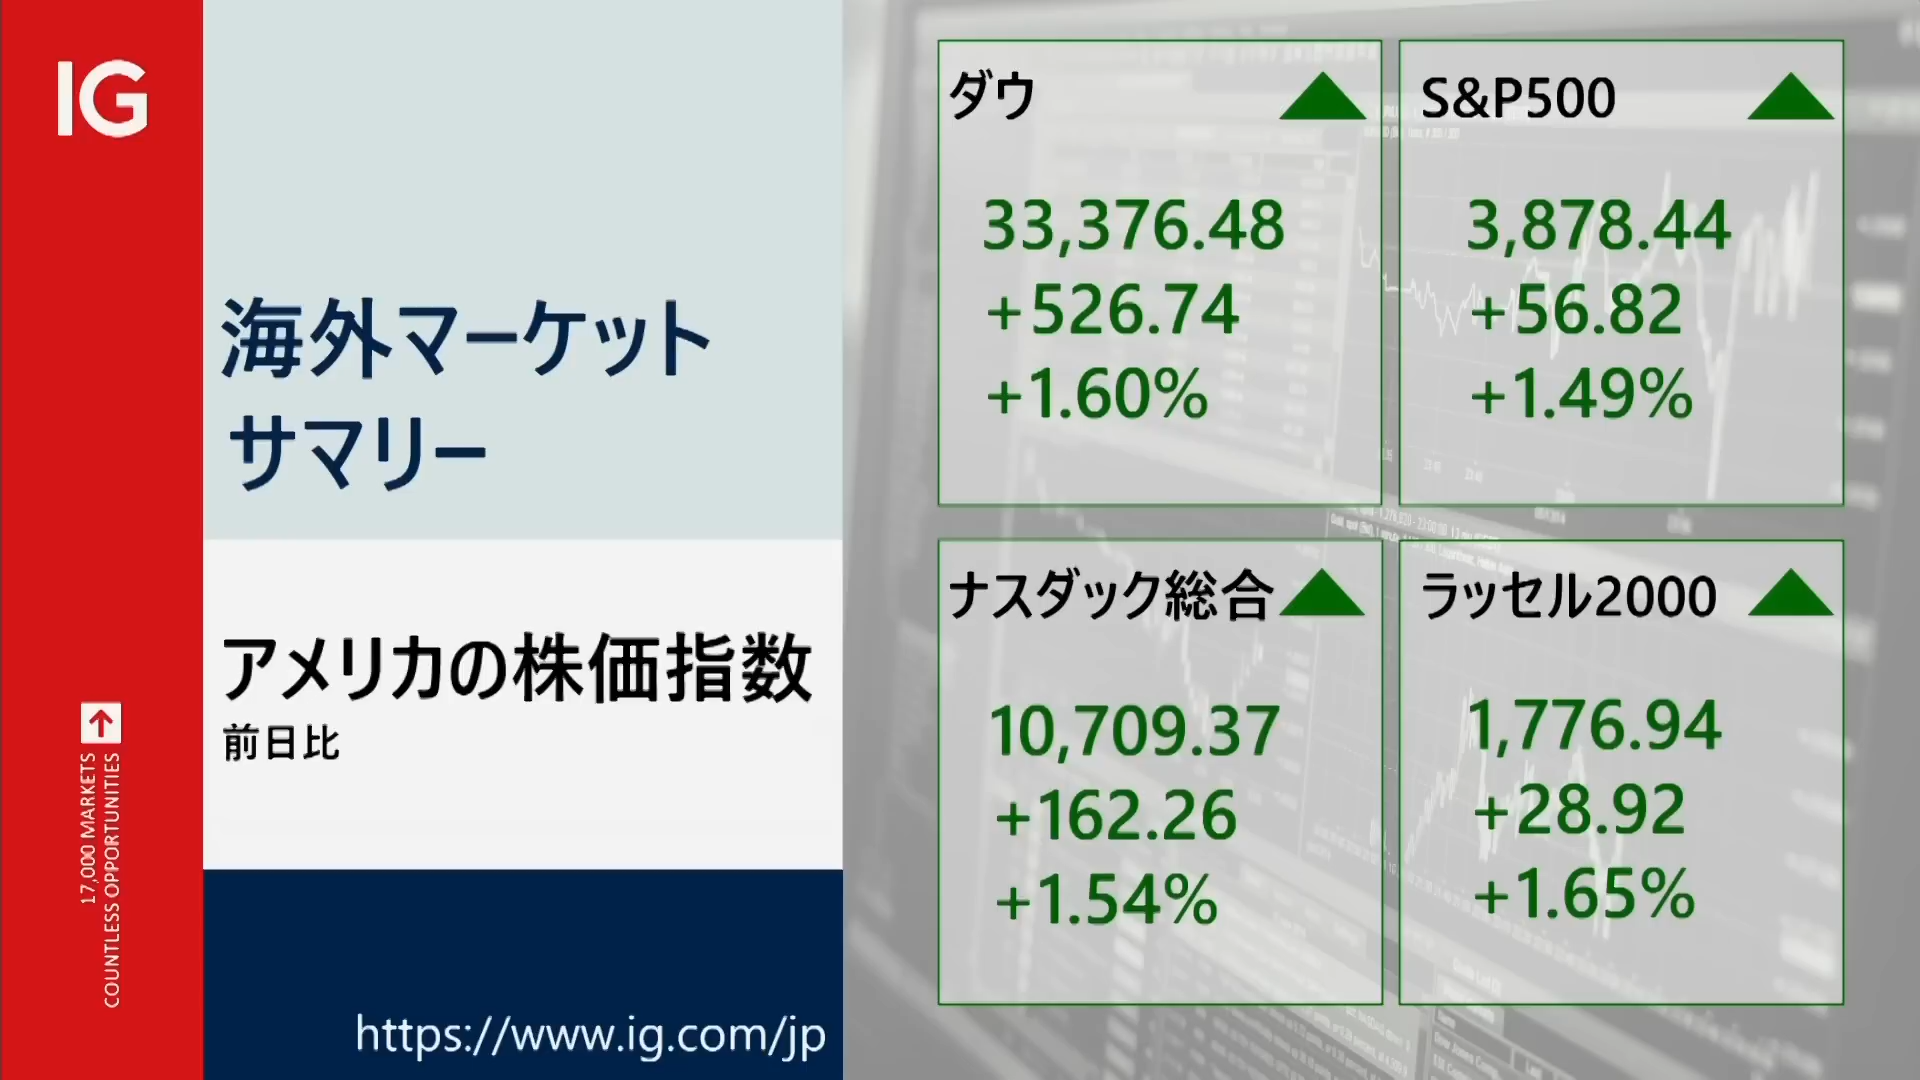 IG
海外マーケット
サマリー
アメリカの株価指数
前日比
17,000 MARKETS
COUNTLESS OPPORTUNITIES
https://www.ig.com/jp
ダウ
33,376.48
+526.74
+1.60%
S&P500
3,878.44
+56.82
+1.49%
ナスダック総合
10,709.37
+162.26
+1.54%
ラッセル2000
1,776.94
+28.92
+1.65%